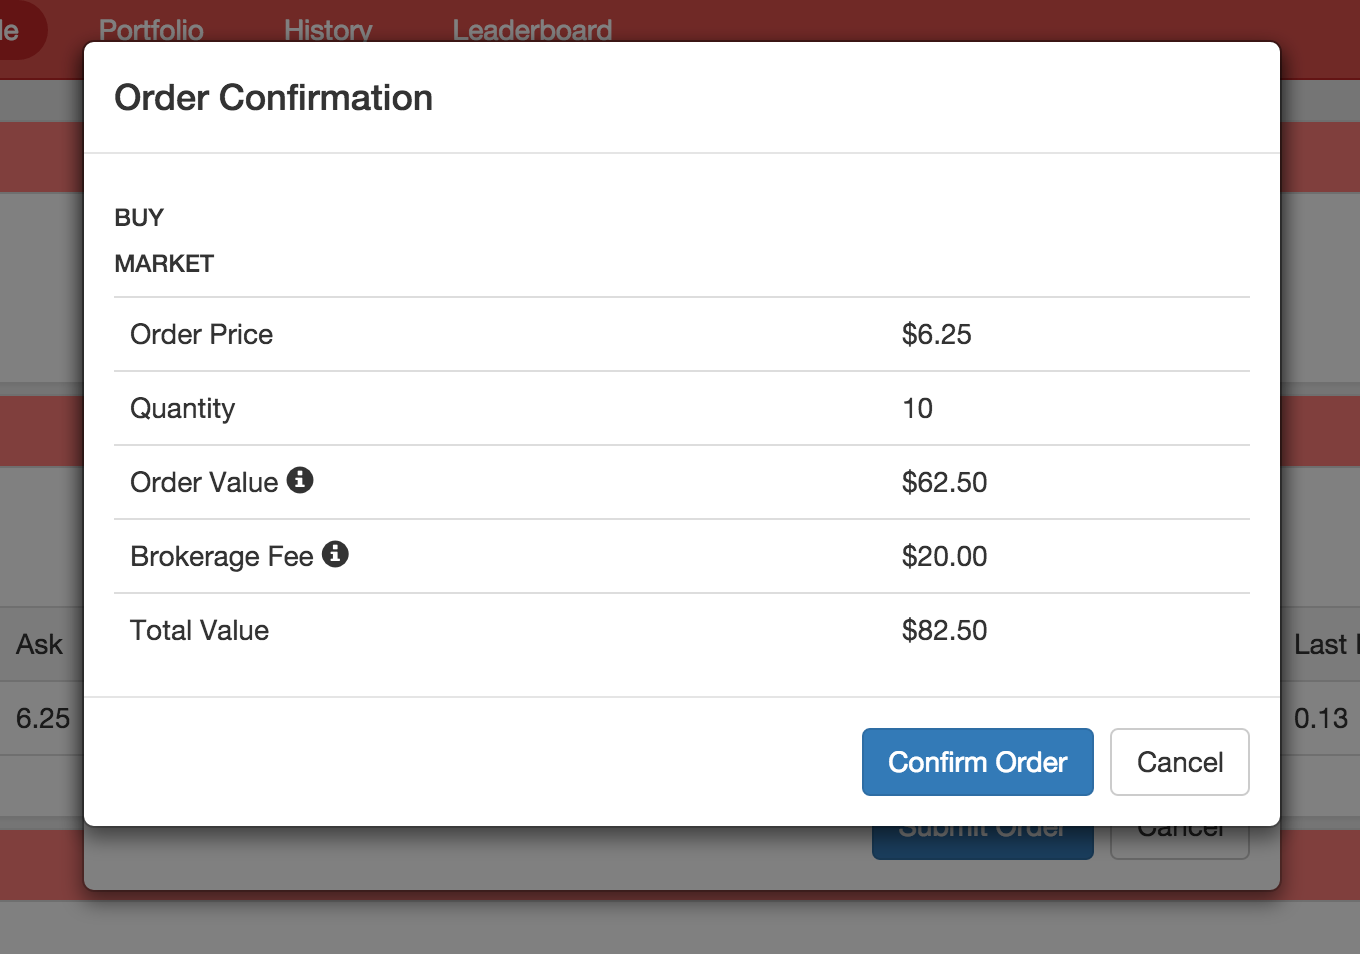 le Portfolio History Leaderboard
Order Confirmation
BUY
MARKET
Order Price $6.25
Quantity 10
Order Value $62.50
Brokerage Fee $20.00
Total Value $82.50
Ask Last
6.25 0.13
Confirm Order Cancel
Submit Order Cancel